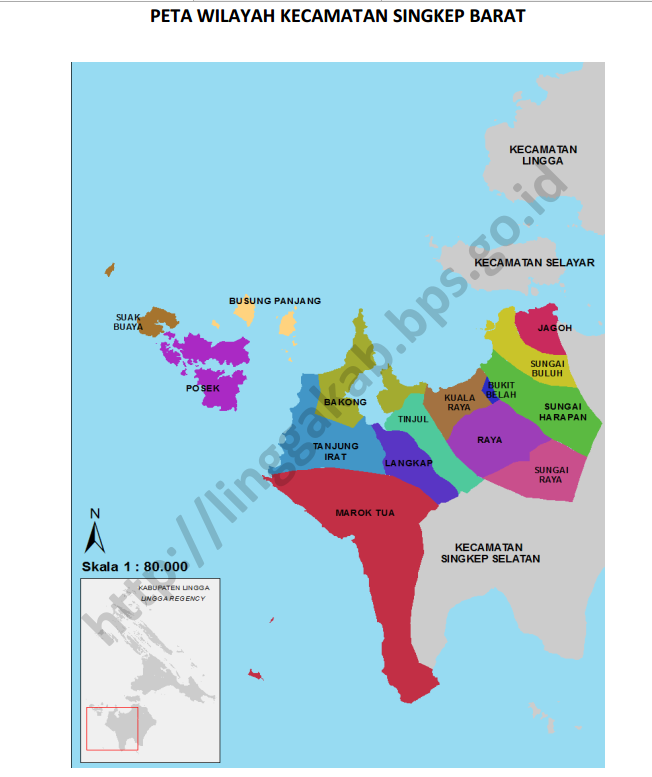 PETA WILAYAH KECAMATAN SINGKEP BARAT
KECAMATAN
LINGGA
KECAMATAN SELAYAR
BUSUNG PANJANG
SUAK
BUAYA
JAGOH
SUNGAI
BULUH
POSEK
BAKONG
KUALA
RAYA
BUKIT
BELAH
SUNGAI
HARAPAN
TINJUL
RAYA
TANJUNG
IRAT
LANGKAP
SUNGAI
RAYA
MAROK TUA
N
KECAMATAN
SINGKEP SELATAN
Skala 1 : 80.000
KABUPATEN LINGGA
LINGGA REGENCY
http://linggakab.bps.go.id